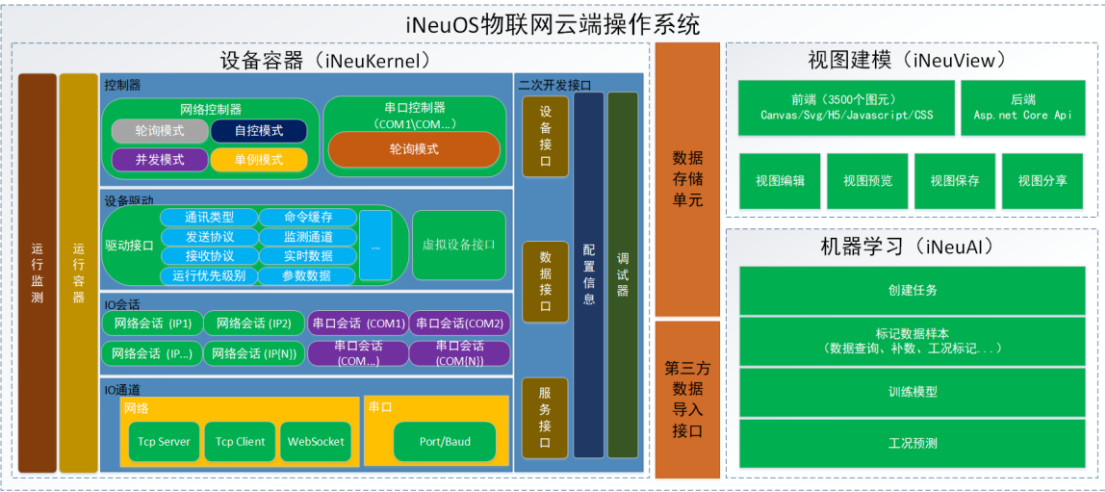 iNeuOS物联网云端操作系统
设备容器（iNeuKernel）
运行监测
运行容器
控制器
网络控制器
轮询模式
自控模式
并发模式
单例模式
串口控制器
（COM1\COM...）
轮询模式
设备驱动
驱动接口
通讯类型
命令缓存
发送协议
监测通道
接收协议
实时数据
运行优先级别
参数数据
...
虚拟设备接口
IO会话
网络会话 (IP1)
网络会话 (IP2)
串口会话 (COM1)
串口会话(COM2)
网络会话 (IP...)
网络会话 (IP{N})
串口会话
(COM...)
串口会话
(COM{N})
IO通道
网络
Tcp Server
Tcp Client
WebSocket
串口
Port/Baud
二次开发接口
设备接口
数据接口
服务接口
配置信息
调试器
数据
存储
单元
第三方
数据
导入
接口
视图建模（iNeuView）
前端（3500个图元）
Canvas/Svg/H5/Javascript/CSS
后端
Asp.net Core Api
视图编辑
视图预览
视图保存
视图分享
机器学习（iNeuAI）
创建任务
标记数据样本
(数据查询、补数、工况标记...)
训练模型
工况预测